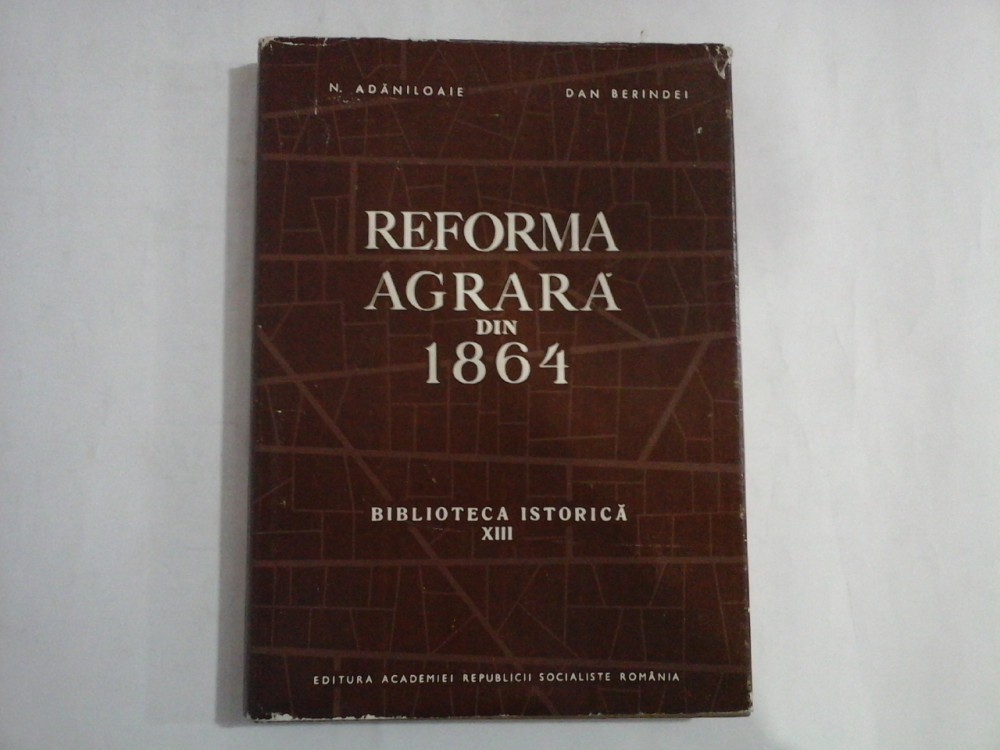 N. ADĂNILOAIE DAN BERINDEI
REFORMA
AGRARĂ
DIN
1864
BIBLIOTECA ISTORICĂ
XIII
EDITURA ACADEMIEI REPUBLICII SOCIALISTE ROMÂNIA